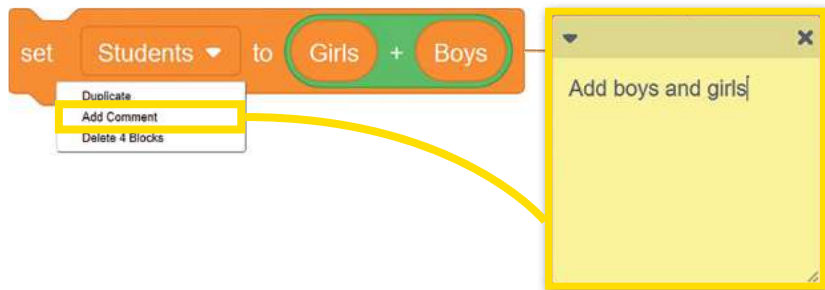 set Students to Girls + Boys
Duplicate
Add Comment
Delete 4 Blocks
Add boys and girls